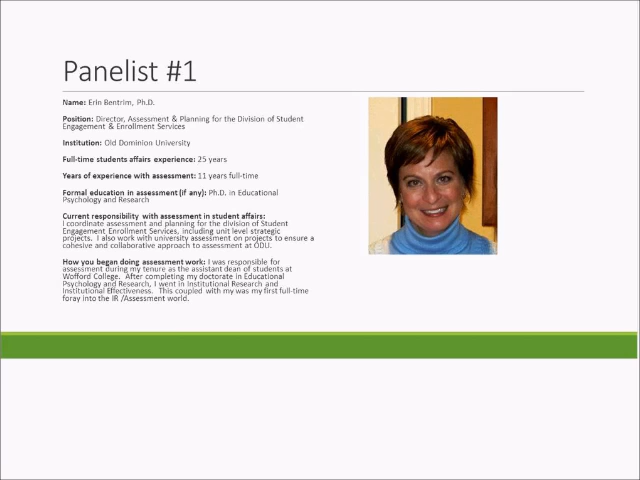 Panelist #1
Name: Erin Bentrim, Ph.D.
Position: Director, Assessment & Planning for the Division of Student
Engagement & Enrollment Services
Institution: Old Dominion University
Full-time students affairs experience: 25 years
Years of experience with assessment: 11 years full-time
Formal education in assessment (if any): Ph.D. in Educational
Psychology and Research
Current responsibility with assessment in student affairs:
I coordinate assessment and planning for the division of Student
Engagement Enrollment Services, including unit level strategic
projects. I also work with university assessment on projects to ensure a
cohesive and collaborative approach to assessment at ODU.
How you began doing assessment work: I was responsible for
assessment during my tenure as the assistant dean of students at
Wofford College. After completing my doctorate in Educational
Psychology and Research, I went in Institutional Research and
Institutional Effectiveness. This coupled with my was my first full-time
foray into the IR /Assessment world.